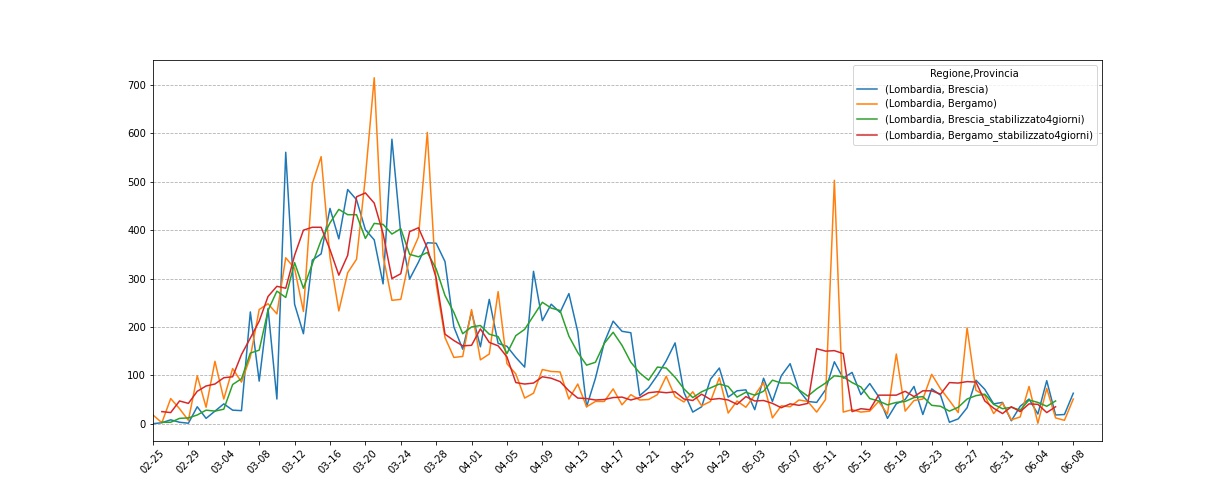 Regione,Provincia
(Lombardia, Brescia)
(Lombardia, Bergamo)
(Lombardia, Brescia_stabilizzato4giorni)
(Lombardia, Bergamo_stabilizzato4giorni)
700
600
500
400
300
200
100
0
02-25 02-29 03-04 03-08 03-12 03-16 03-20 03-24 03-28 04-01 04-05 04-09 04-13 04-17 04-21 04-25 04-29 05-03 05-07 05-11 05-15 05-19 05-23 05-27 05-31 06-04 06-08